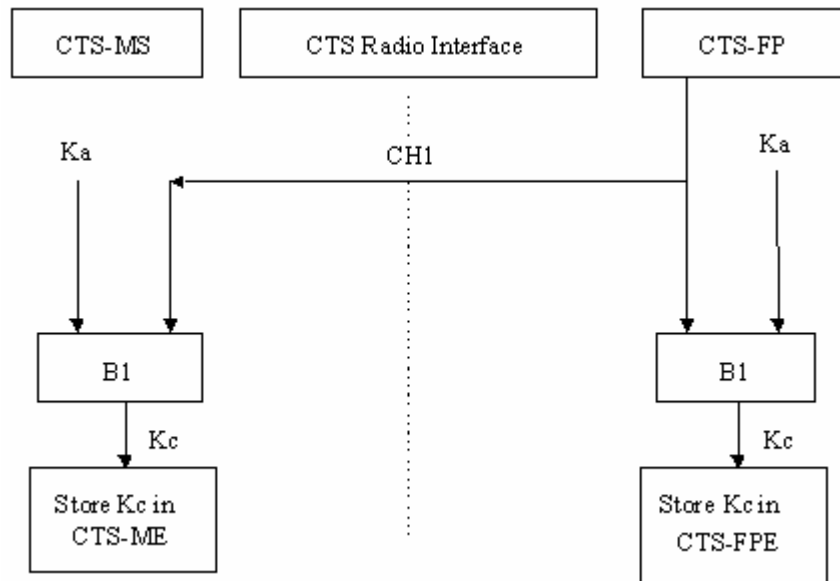 CTS-MS
CTS Radio Interface
CTS-FP
Ka
CH1
Ka
B1
B1
Kc
Kc
Store Kc in
CTS-ME
Store Kc in
CTS-FPE